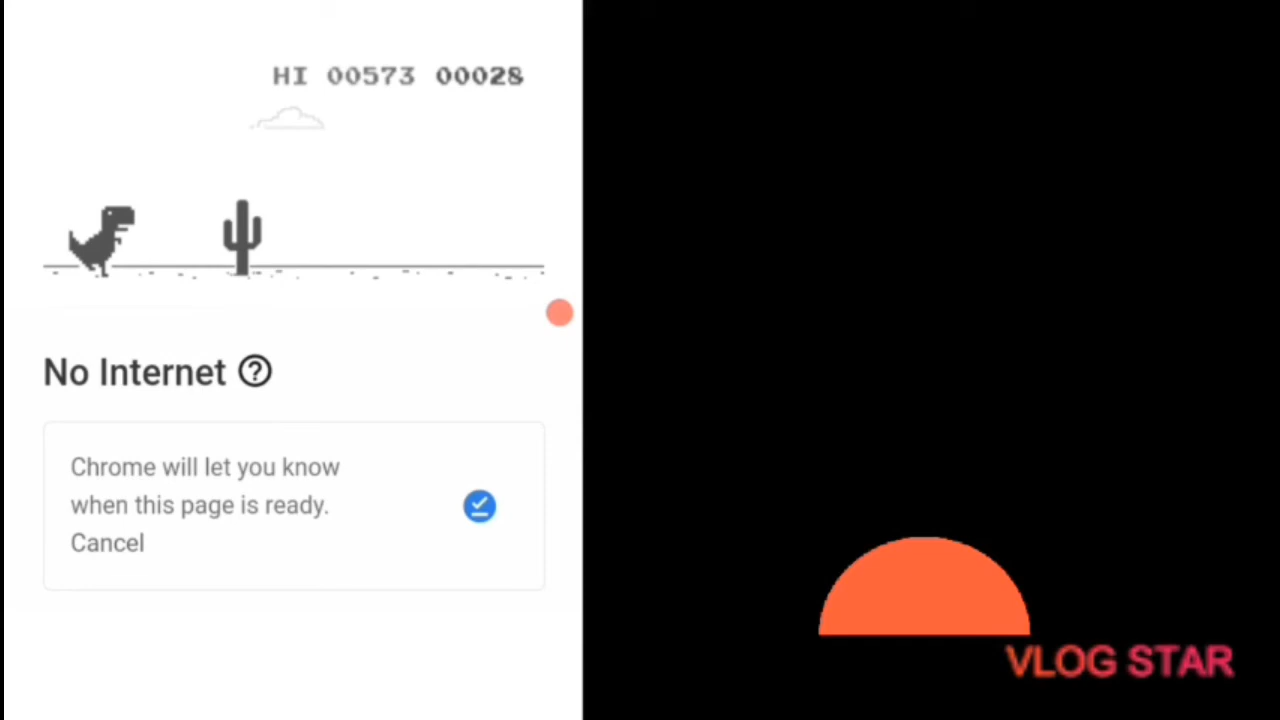 HI 00573 00028
No Internet
Chrome will let you know
when this page is ready.
Cancel
VLOG STAR